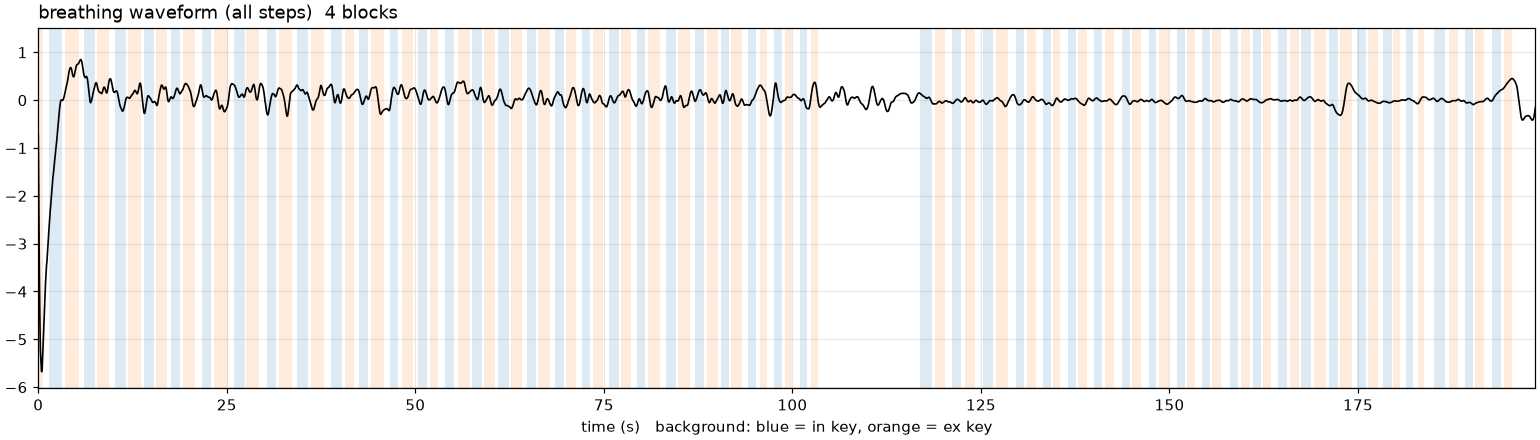 breathing waveform (all steps)  4 blocks
1
0
−1
−2
−3
−4
−5
−6
0 25 50 75 100 125 150 175
time (s)   background: blue = in key, orange = ex key